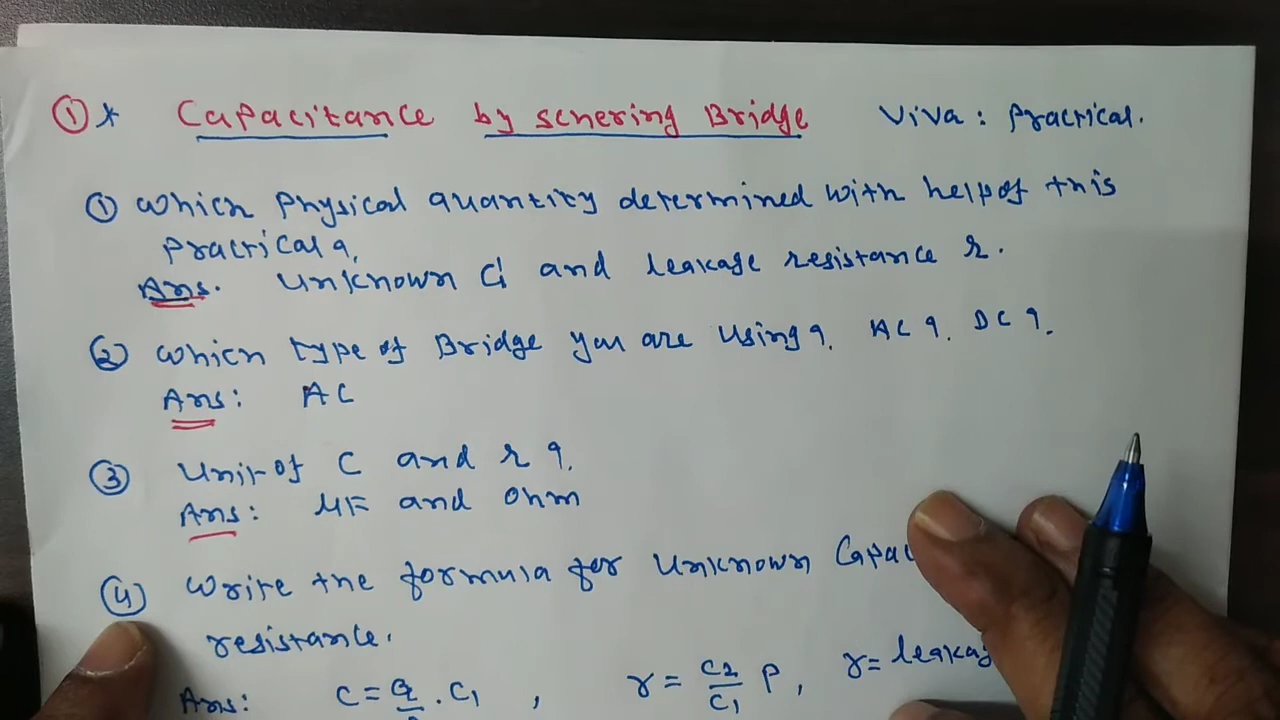 ① * Capacitance by schering Bridge Viva : Practical.
① Which Physical quantity determined with help of this
Practical ?
Ans. Unknown C and leakage resistance r.
② Which type of Bridge you are using ? AC ? DC ?
Ans : AC
③ Unit of C and r ?
Ans : MF and ohm
④ Write the formula for Unknown
resistance.
Ans : C = . C1 , r = C2/C1 P, r =